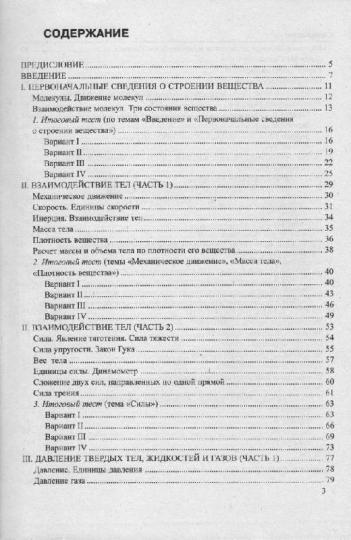 СОДЕРЖАНИЕ
ПРЕДИСЛОВИЕ 5
ВВЕДЕНИЕ 7
I. ПЕРВОНАЧАЛЬНЫЕ СВЕДЕНИЯ О СТРОЕНИИ ВЕЩЕСТВА 11
Молекулы. Движение молекул 12
Взаимодействие молекул. Три состояния вещества 13
1. Итоговый тест (по темам «Введение» и «Первоначальные сведения
о строении вещества») 16
Вариант I 16
Вариант II 19
Вариант III 22
Вариант IV 25
II. ВЗАИМОДЕЙСТВИЕ ТЕЛ (ЧАСТЬ 1) 29
Механическое движение 30
Скорость. Единицы скорости 31
Инерция. Взаимодействие тел 34
Масса тела 35
Плотность вещества 36
Расчет массы и объема тела по плотности его вещества 38
2. Итоговый тест (темы «Механическое движение», «Масса тела»,
«Плотность вещества») 40
Вариант I 40
Вариант II 43
Вариант III 46
Вариант IV 49
II. ВЗАИМОДЕЙСТВИЕ ТЕЛ (ЧАСТЬ 2) 53
Сила. Явление тяготения. Сила тяжести 54
Сила упругости. Закон Гука 55
Вес тела 57
Единицы силы. Динамометр 58
Сложение двух сил, направленных по одной прямой 60
Сила трения 61
3. Итоговый тест (тема «Силы») 63
Вариант I 63
Вариант II 66
Вариант III 69
Вариант IV 73
III. ДАВЛЕНИЕ ТВЕРДЫХ ТЕЛ, ЖИДКОСТЕЙ И ГАЗОВ (ЧАСТЬ 1) 77
Давление. Единицы давления 78
Давление газа 79
3